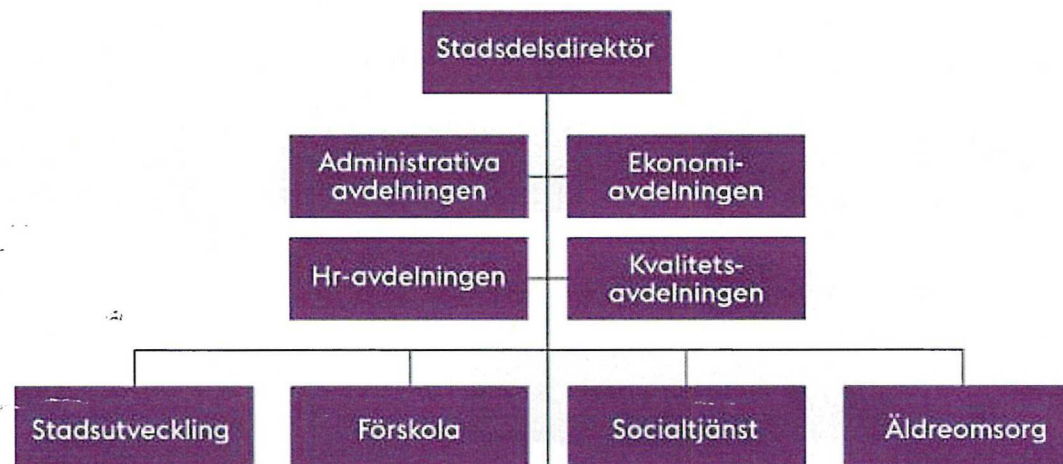 Stadsdelsdirektör
Administrativa
avdelningen
Ekonomi-
avdelningen
Hr-avdelningen
Kvalitets-
avdelningen
Stadsutveckling
Förskola
Socialtjänst
Äldreomsorg